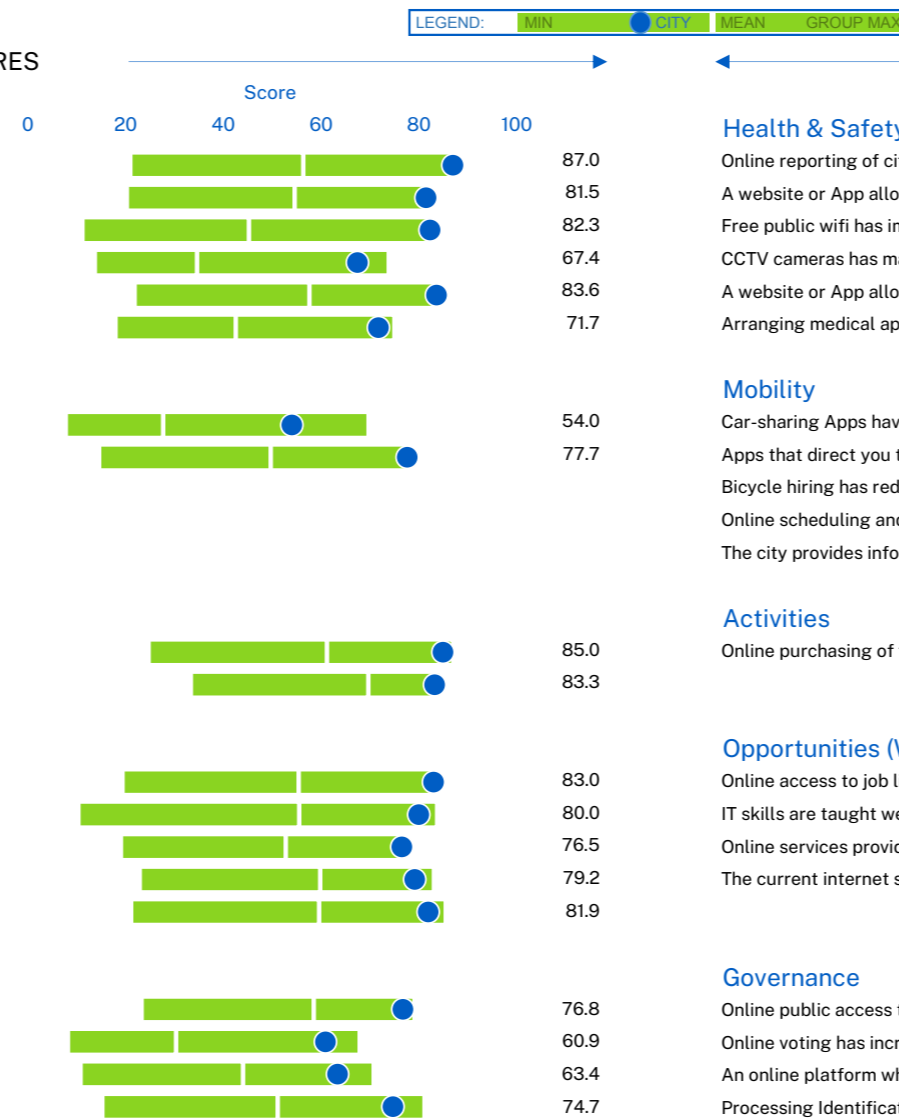 LEGEND: MIN CITY MEAN GROUP MAX
RES
Score
0 20 40 60 80 100
Health & Safety
87.0 Online reporting of ci
81.5 A website or App allo
82.3 Free public wifi has in
67.4 CCTV cameras has ma
83.6 A website or App allo
71.7 Arranging medical ap
Mobility
54.0 Car-sharing Apps hav
77.7 Apps that direct you t
Bicycle hiring has red
Online scheduling and
The city provides info
Activities
85.0 Online purchasing of
83.3
Opportunities (
83.0 Online access to job l
80.0 IT skills are taught we
76.5 Online services provid
79.2 The current internet s
81.9
Governance
76.8 Online public access t
60.9 Online voting has incr
63.4 An online platform wh
74.7 Processing Identificat